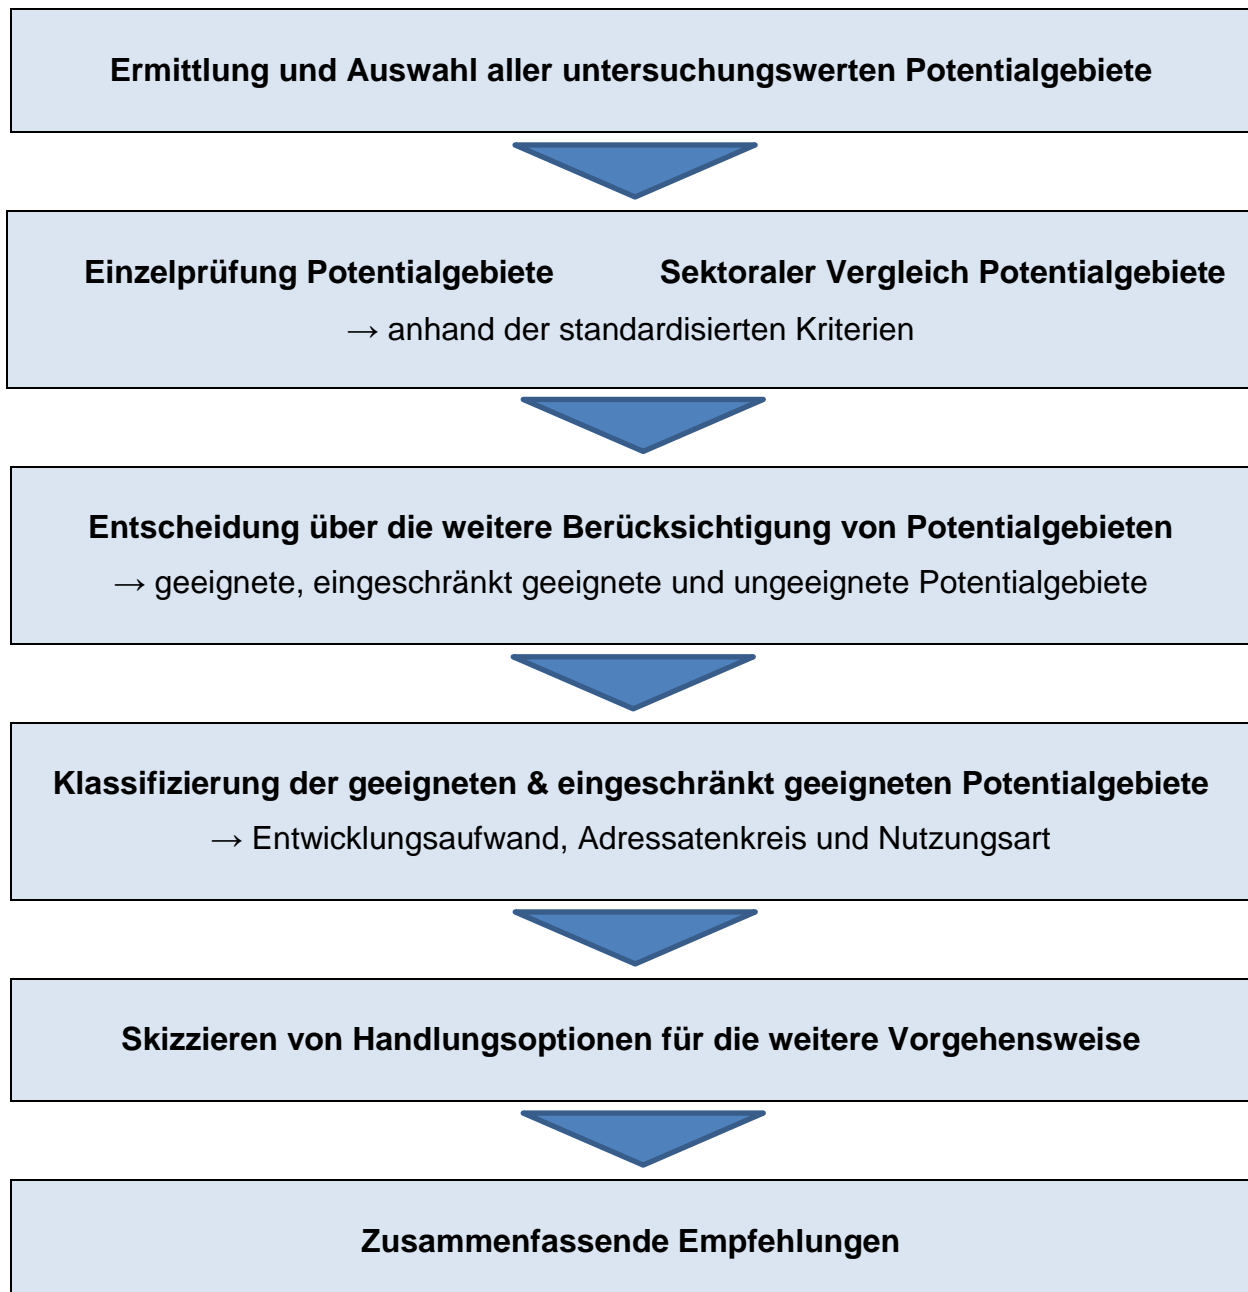 Ermittlung und Auswahl aller untersuchungswerten Potentialgebiete
Einzelprüfung Potentialgebiete Sektoraler Vergleich Potentialgebiete
→ anhand der standardisierten Kriterien
Entscheidung über die weitere Berücksichtigung von Potentialgebieten
→ geeignete, eingeschränkt geeignete und ungeeignete Potentialgebiete
Klassifizierung der geeigneten & eingeschränkt geeigneten Potentialgebiete
→ Entwicklungsaufwand, Adressatenkreis und Nutzungsart
Skizzieren von Handlungsoptionen für die weitere Vorgehensweise
Zusammenfassende Empfehlungen